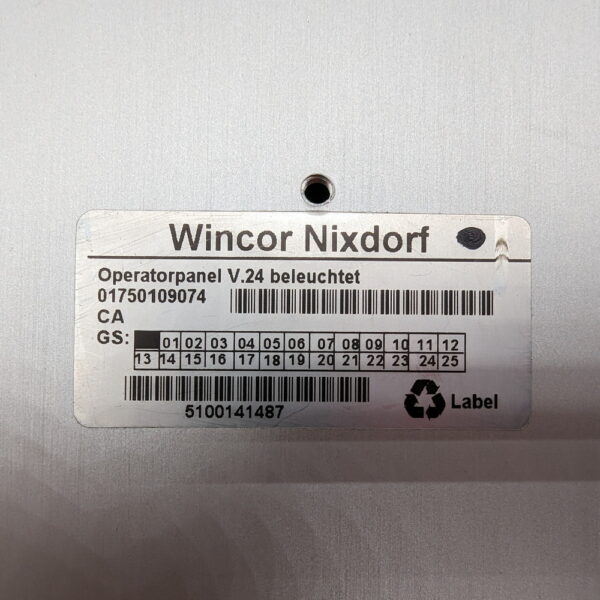 Wincor Nixdorf
Operatorpanel V.24 beleuchtet
01750109074
CA
GS: 01 02 03 04 05 06 07 08 09 10 11 12
13 14 15 16 17 18 19 20 21 22 23 24 25
5100141487
Label